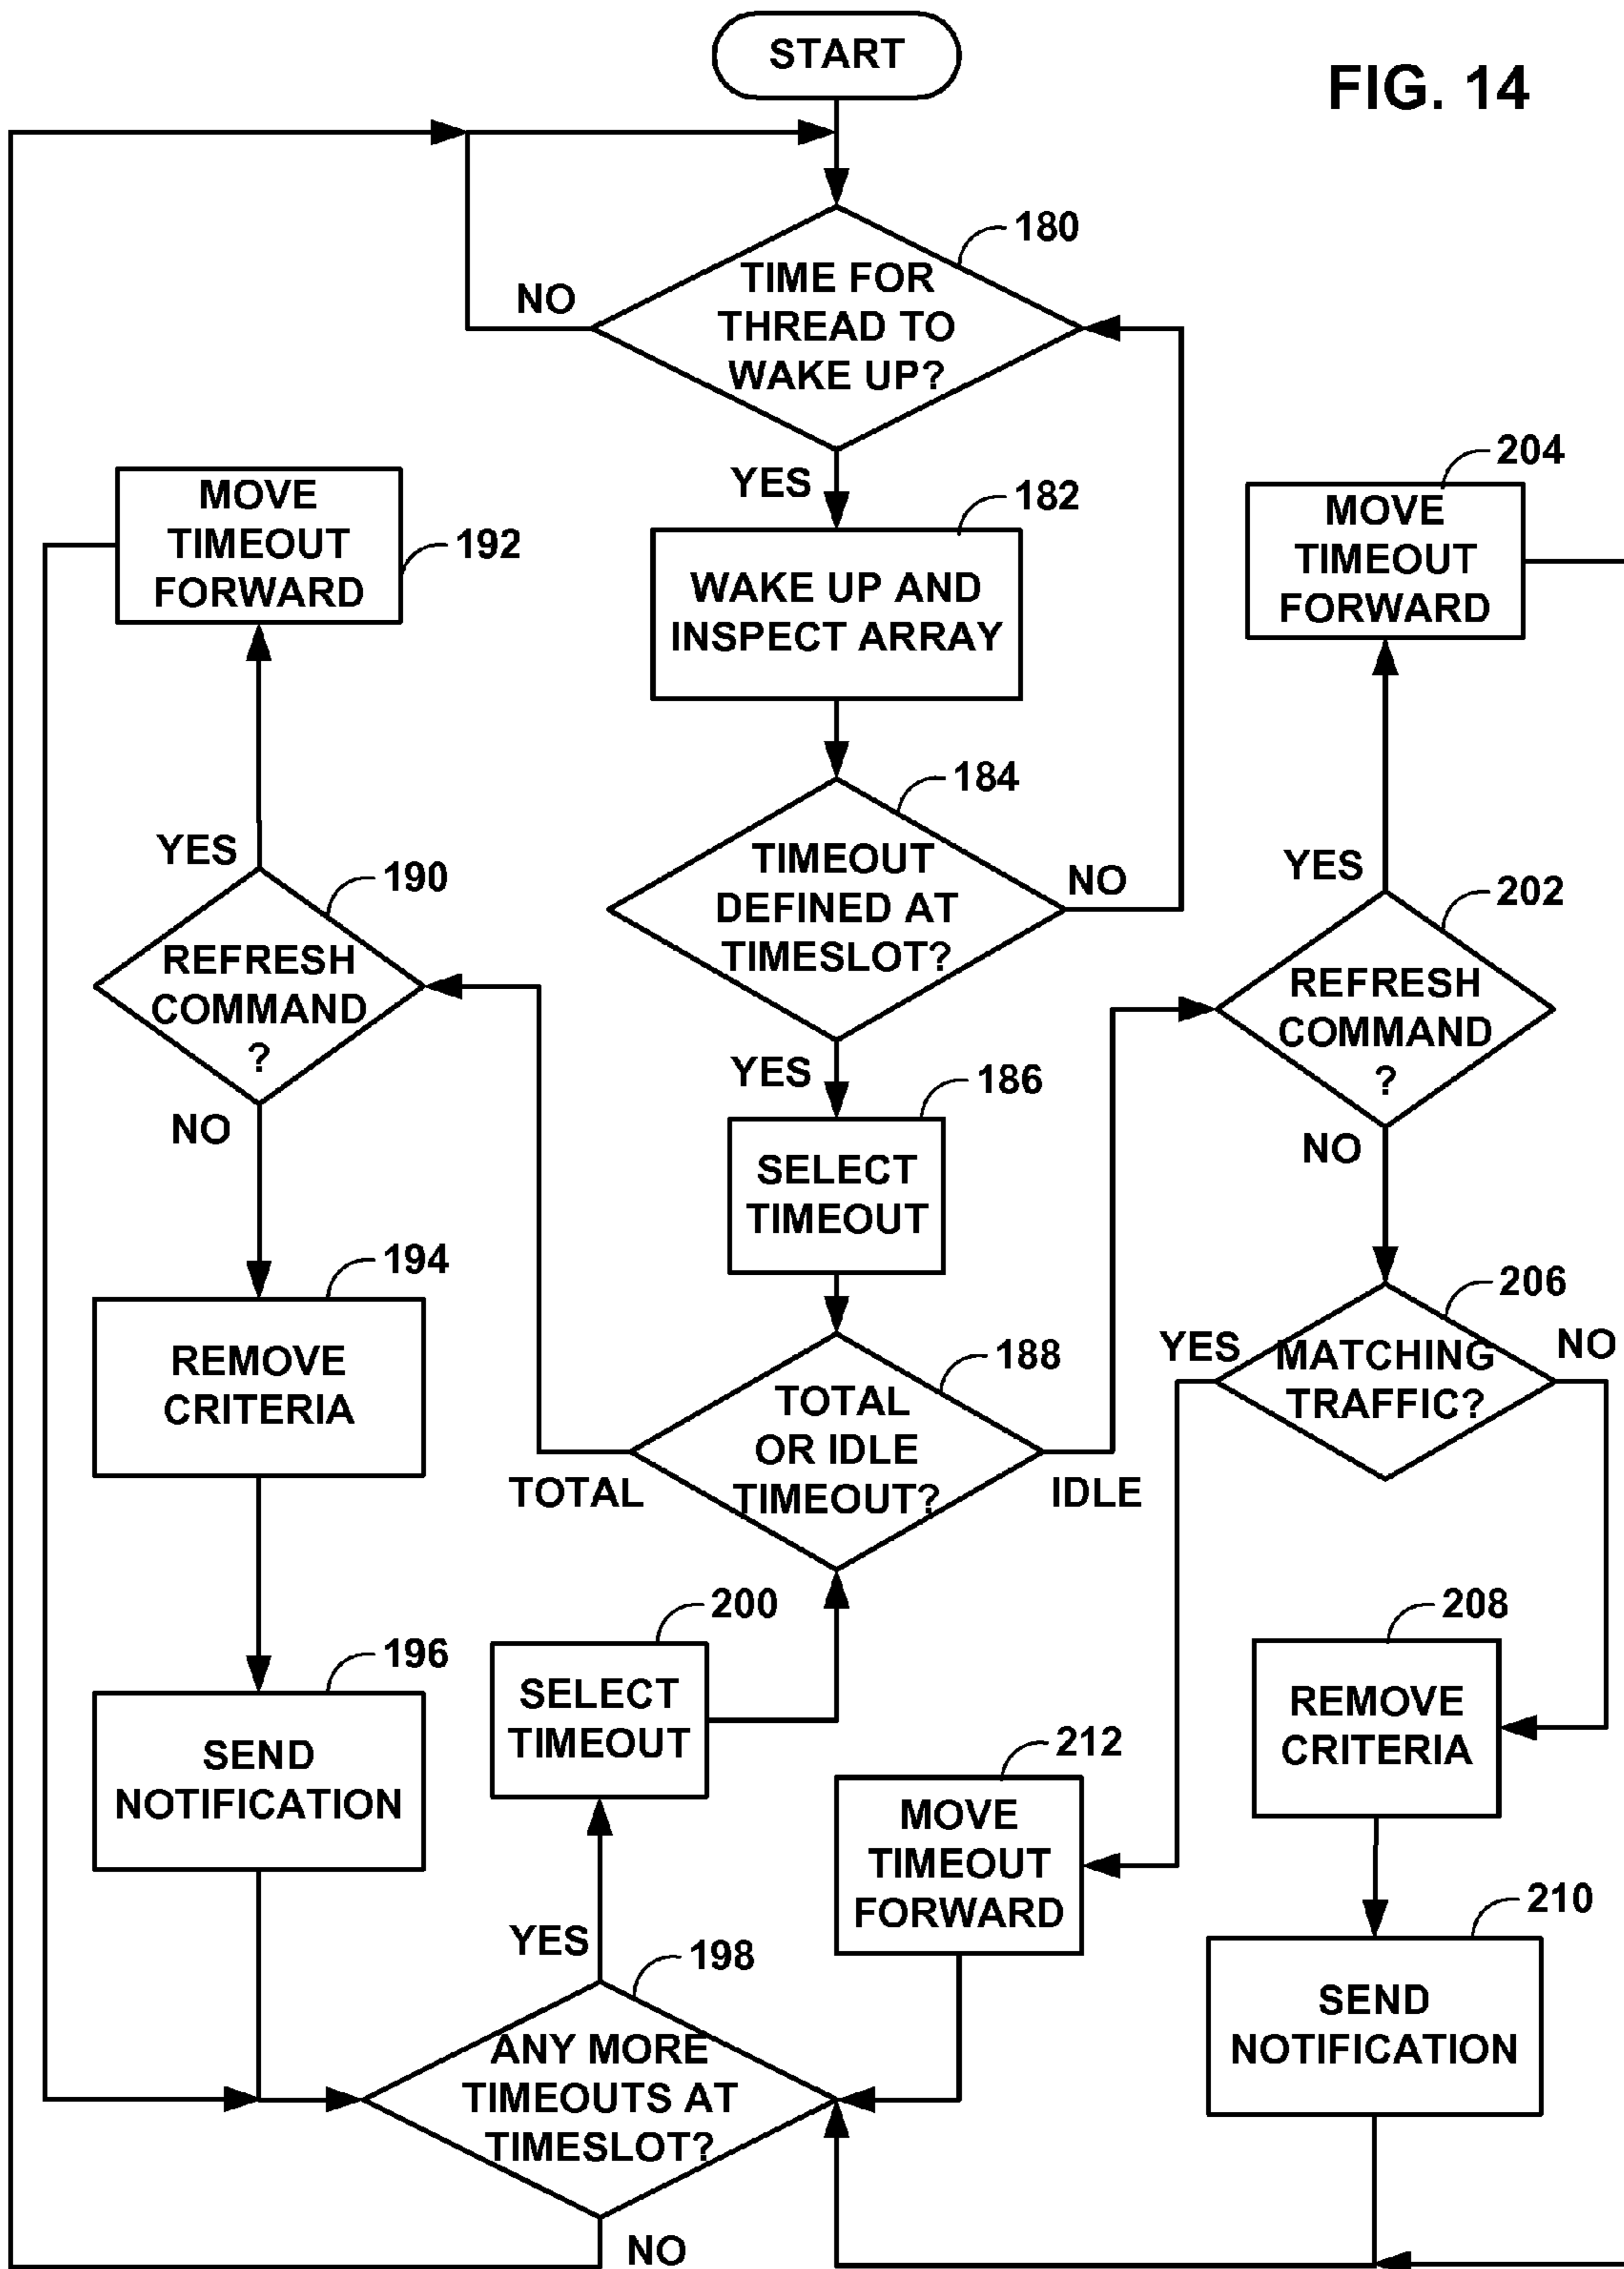 START
FIG. 14
180
TIME FOR
THREAD TO
WAKE UP?
NO
YES
182
WAKE UP AND
INSPECT ARRAY
184
TIMEOUT
DEFINED AT
TIMESLOT?
NO
YES
186
SELECT
TIMEOUT
188
TOTAL
OR IDLE
TIMEOUT?
TOTAL
IDLE
MOVE
TIMEOUT
FORWARD
192
YES
190
REFRESH
COMMAND
?
NO
194
REMOVE
CRITERIA
196
SEND
NOTIFICATION
200
SELECT
TIMEOUT
YES
198
ANY MORE
TIMEOUTS AT
TIMESLOT?
NO
204
MOVE
TIMEOUT
FORWARD
YES
202
REFRESH
COMMAND
?
NO
206
YES
MATCHING
TRAFFIC?
NO
208
REMOVE
CRITERIA
212
MOVE
TIMEOUT
FORWARD
210
SEND
NOTIFICATION